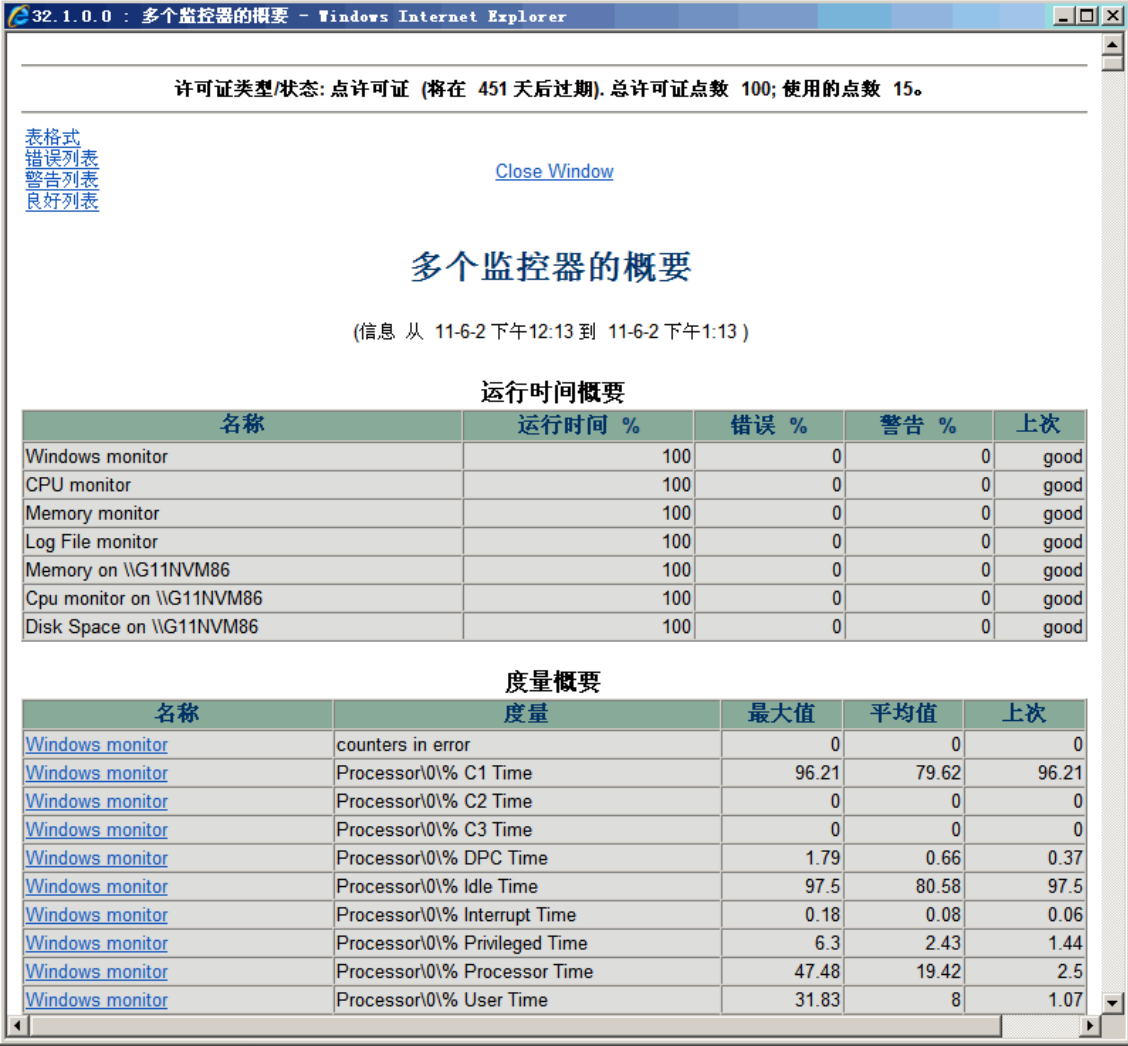 32.1.0.0 : 多个监控器的概要 - Windows Internet Explorer
许可证类型/状态: 点许可证 (将在 451 天后过期). 总许可证点数 100; 使用的点数 15。
表格式
错误列表
警告列表
良好列表
Close Window
多个监控器的概要
(信息 从 11-6-2 下午12:13 到 11-6-2 下午1:13 )
运行时间概要
名称 运行时间 % 错误 % 警告 % 上次
Windows monitor 100 0 0 good
CPU monitor 100 0 0 good
Memory monitor 100 0 0 good
Log File monitor 100 0 0 good
Memory on \\G11NVM86 100 0 0 good
Cpu monitor on \\G11NVM86 100 0 0 good
Disk Space on \\G11NVM86 100 0 0 good
度量概要
名称 度量 最大值 平均值 上次
Windows monitor counters in error 0 0 0
Windows monitor Processor\0\% C1 Time 96.21 79.62 96.21
Windows monitor Processor\0\% C2 Time 0 0 0
Windows monitor Processor\0\% C3 Time 0 0 0
Windows monitor Processor\0\% DPC Time 1.79 0.66 0.37
Windows monitor Processor\0\% Idle Time 97.5 80.58 97.5
Windows monitor Processor\0\% Interrupt Time 0.18 0.08 0.06
Windows monitor Processor\0\% Privileged Time 6.3 2.43 1.44
Windows monitor Processor\0\% Processor Time 47.48 19.42 2.5
Windows monitor Processor\0\% User Time 31.83 8 1.07